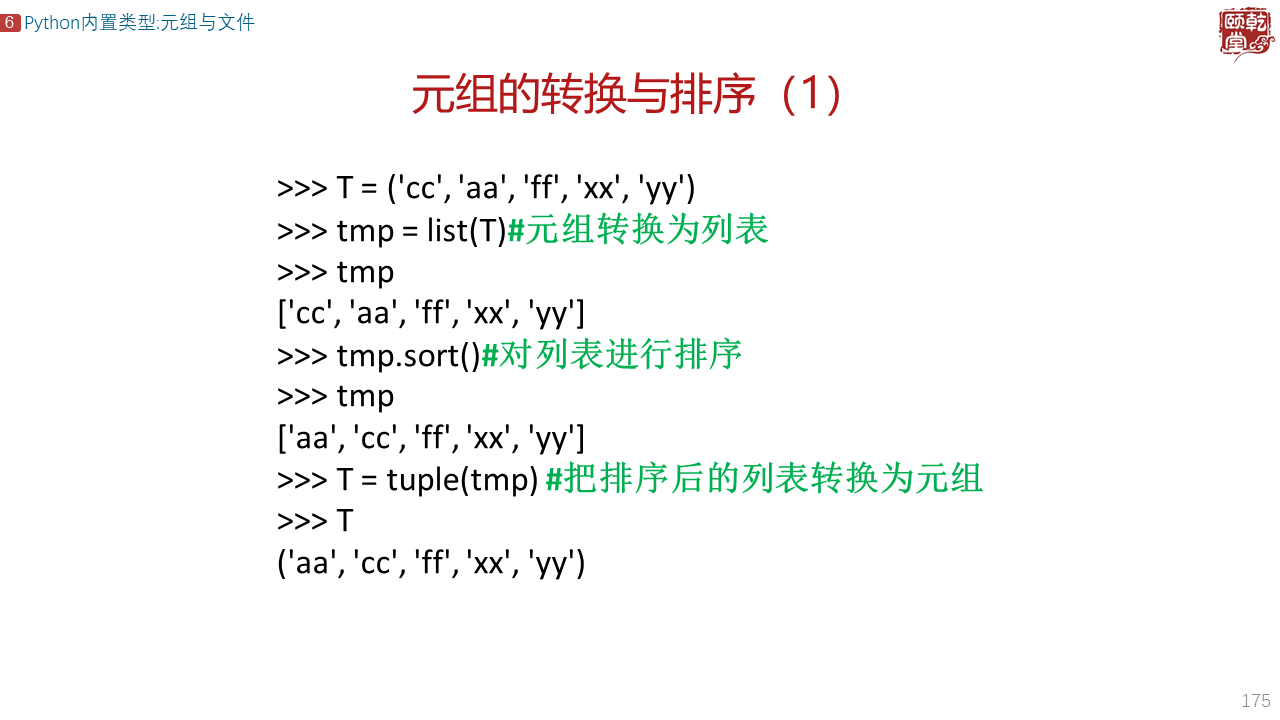 6 Python内置类型:元组与文件
颐乾堂
元组的转换与排序（1）
>>> T = ('cc', 'aa', 'ff', 'xx', 'yy')
>>> tmp = list(T)#元组转换为列表
>>> tmp
['cc', 'aa', 'ff', 'xx', 'yy']
>>> tmp.sort()#对列表进行排序
>>> tmp
['aa', 'cc', 'ff', 'xx', 'yy']
>>> T = tuple(tmp) #把排序后的列表转换为元组
>>> T
('aa', 'cc', 'ff', 'xx', 'yy')
175